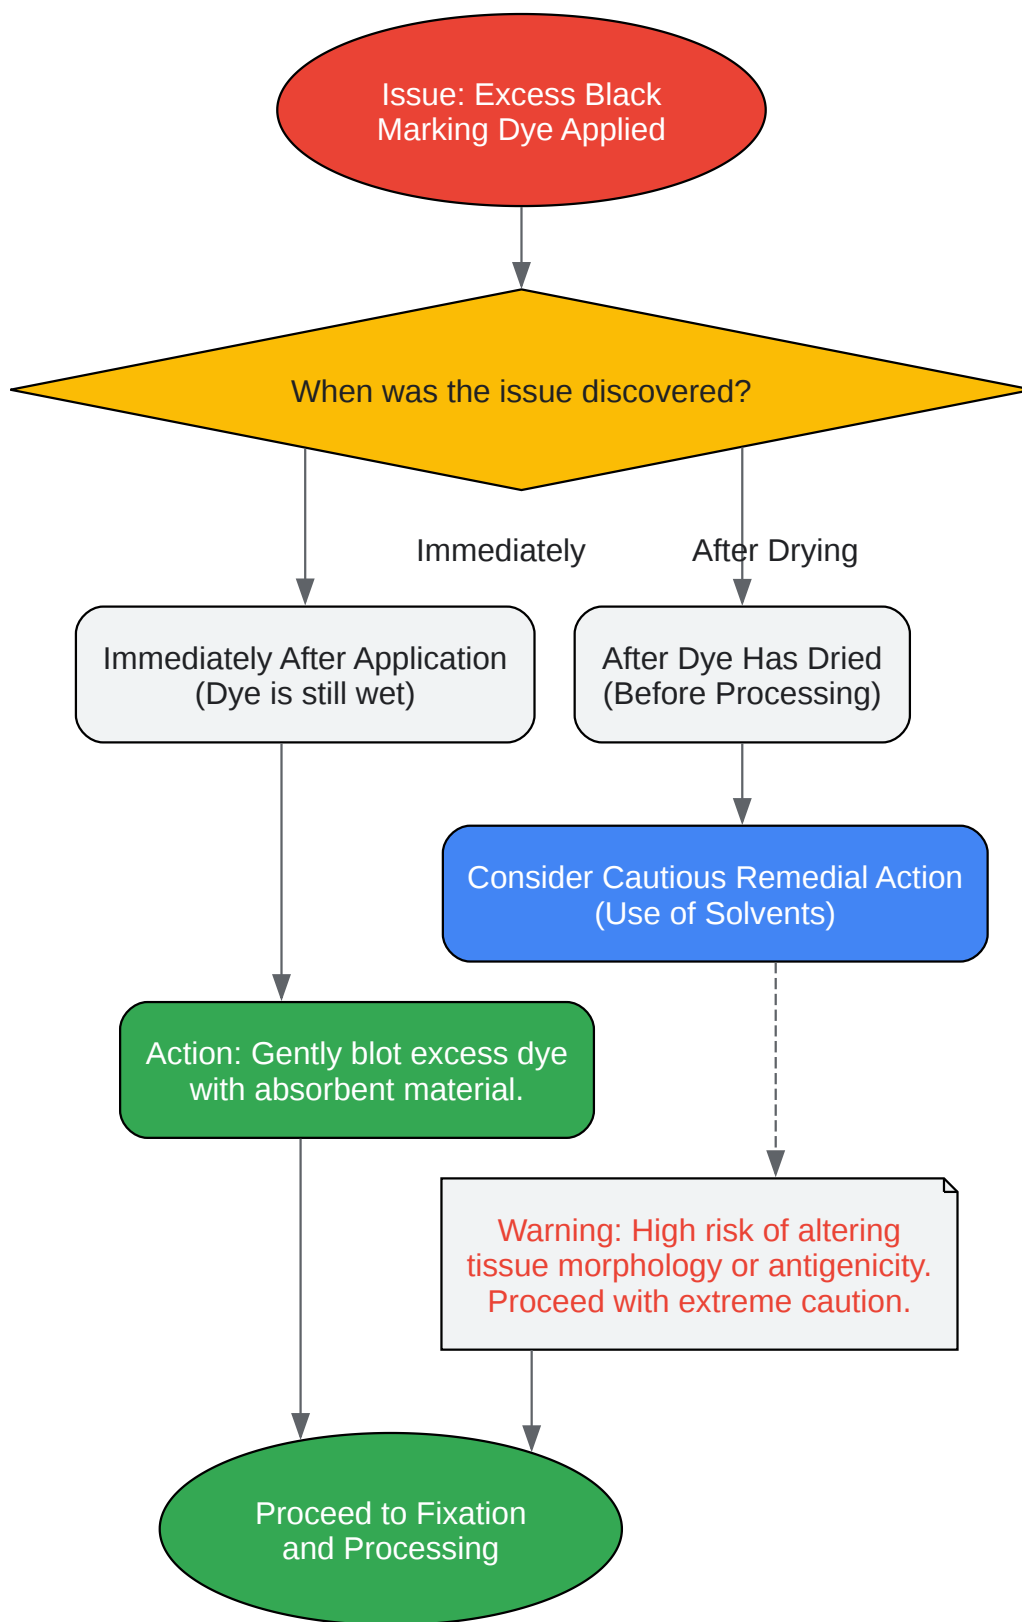 Issue: Excess Black
Marking Dye Applied
When was the issue discovered?
Immediately
After Drying
Immediately After Application
(Dye is still wet)
After Dye Has Dried
(Before Processing)
Consider Cautious Remedial Action
(Use of Solvents)
Action: Gently blot excess dye
with absorbent material.
Warning: High risk of altering
tissue morphology or antigenicity.
Proceed with extreme caution.
Proceed to Fixation
and Processing